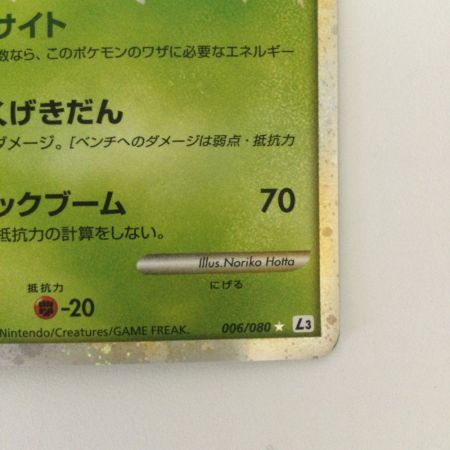 サイト
数なら、このポケモンのワザに必要なエネルギー
くげきだん
ダメージ。[ベンチへのダメージは弱点・抵抗力
ックブーム 70
抵抗力の計算をしない。
Illus.Noriko Hotta
抵抗力 にげる
-20
Nintendo/Creatures/GAME FREAK. 006/080 ★ L3